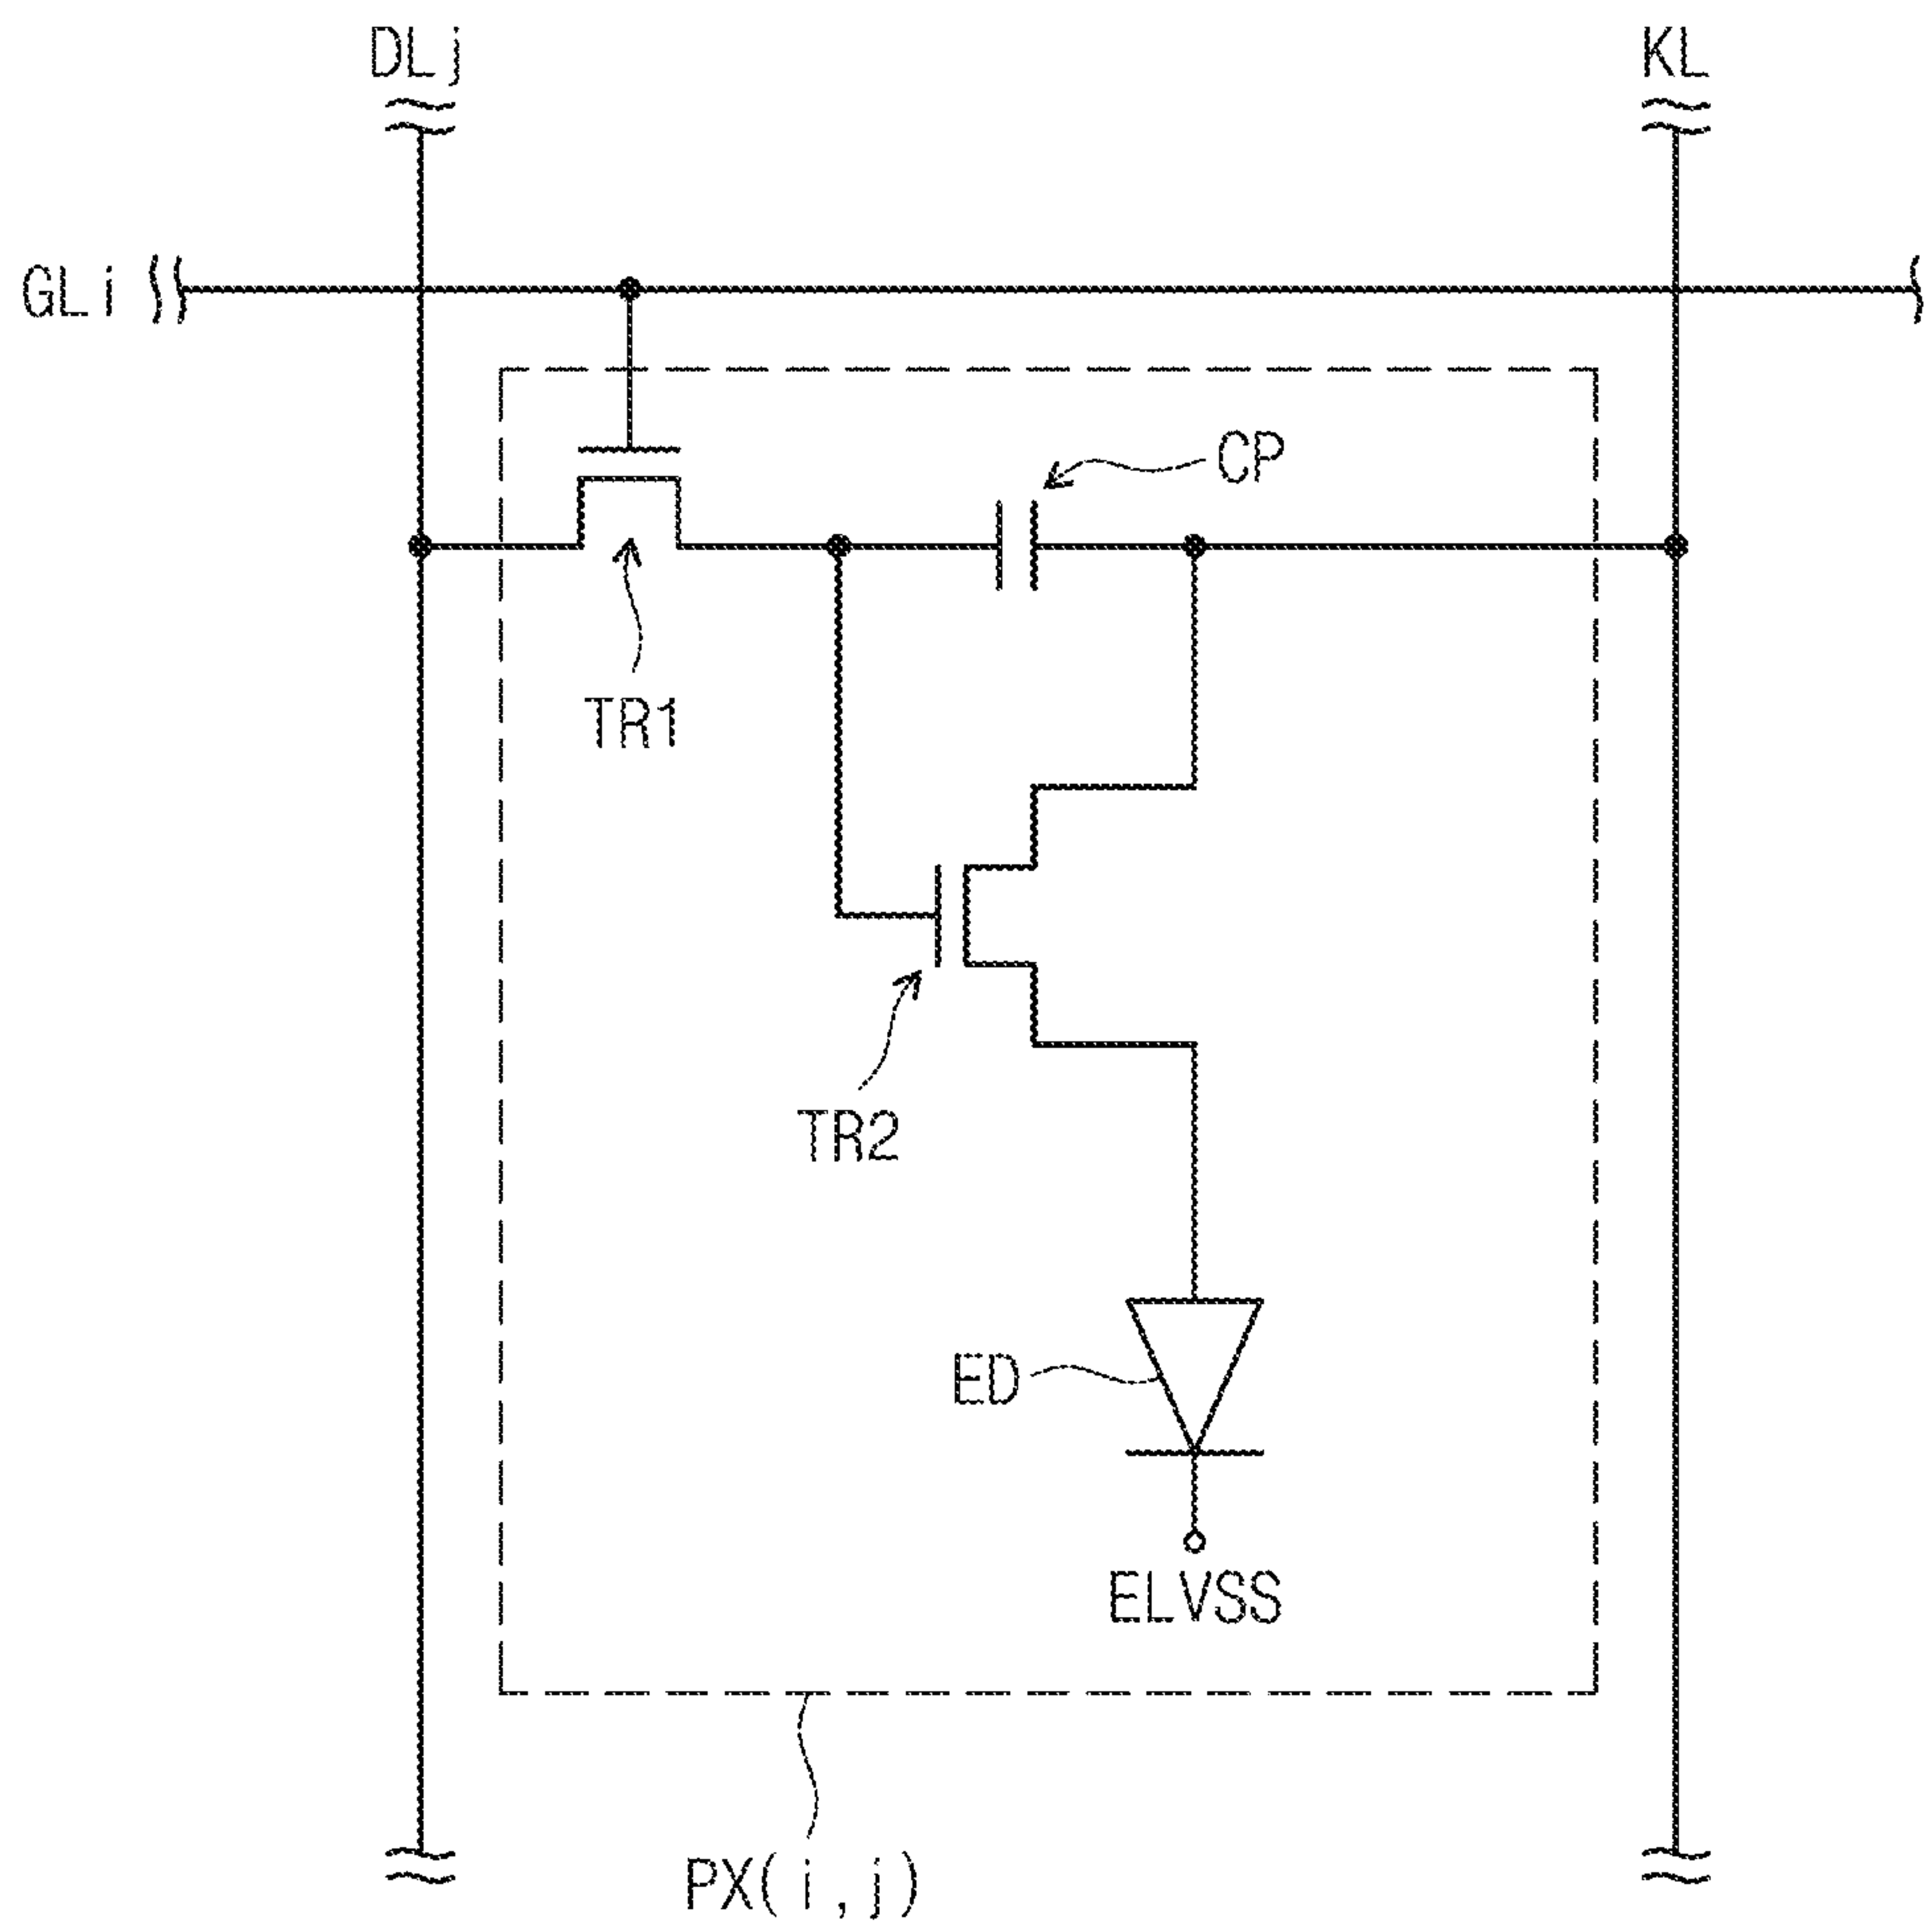 DLj
KL
GLi
CP
TR1
TR2
ED
ELVSS
PX(i,j)